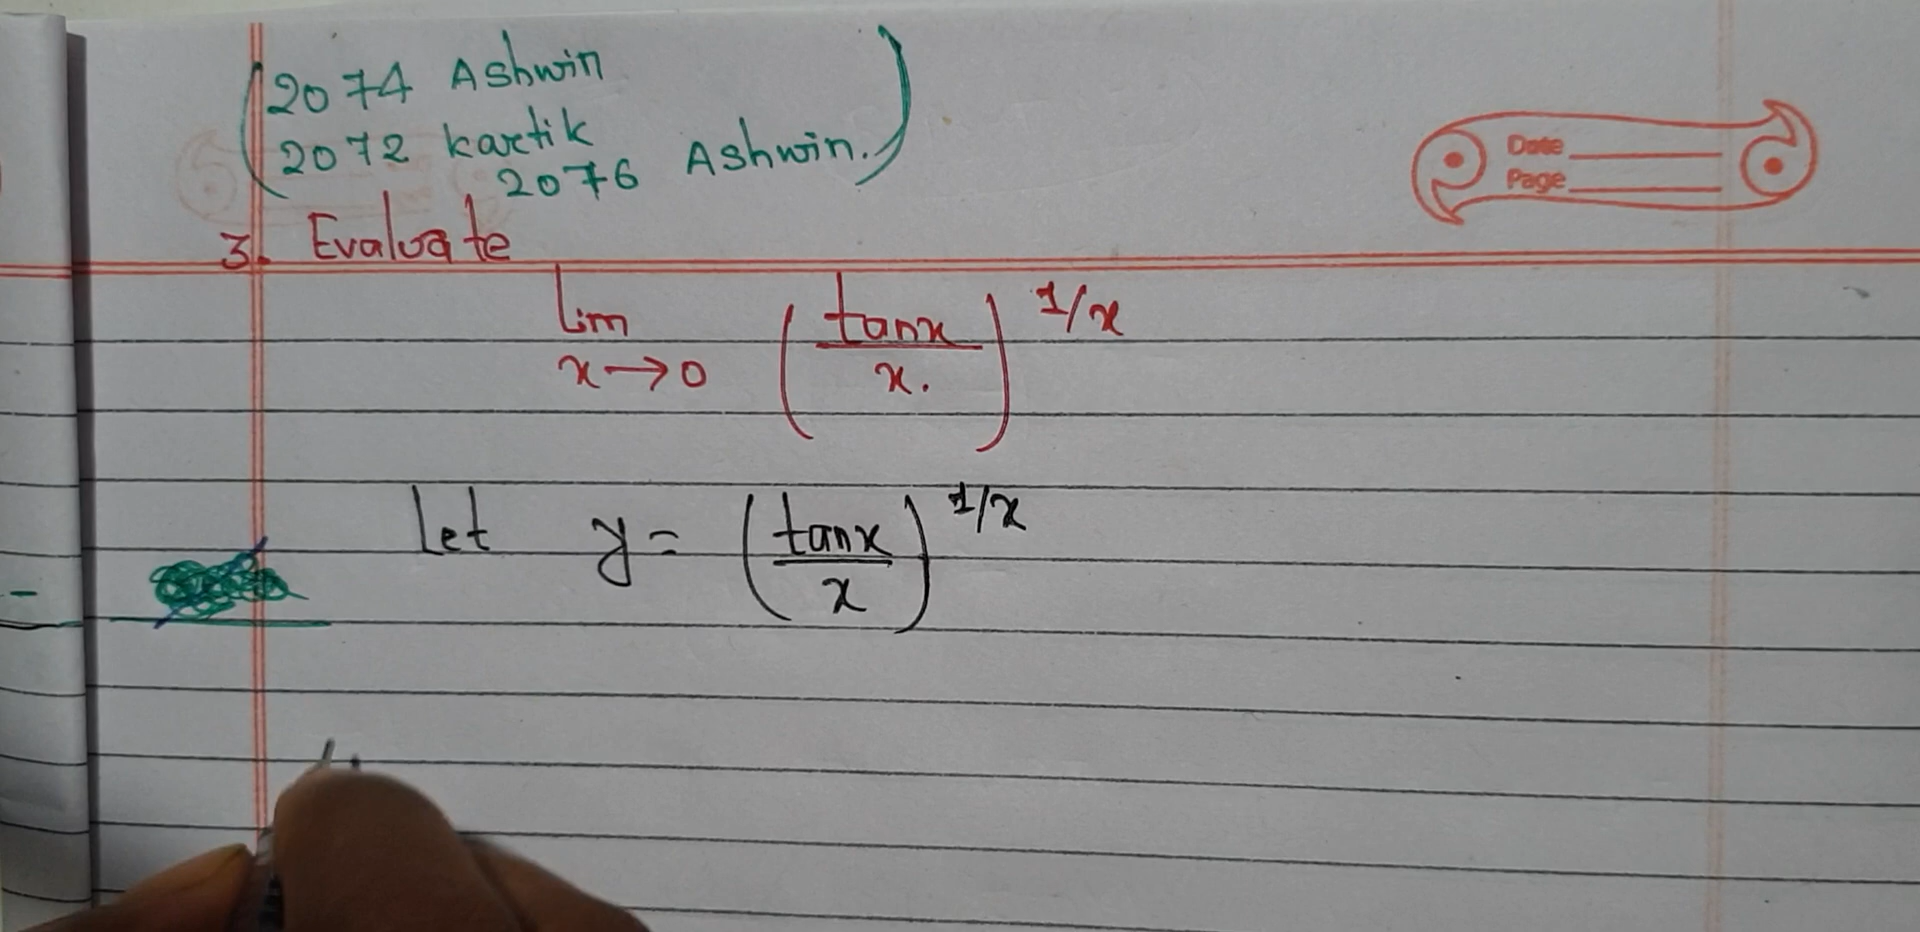 (2074 Ashwin
2072 kartik
2076 Ashwin.)
Date
Page
3. Evaluate
lim x→0 (tanx/x.)^1/x
Let y = (tanx/x)^1/x